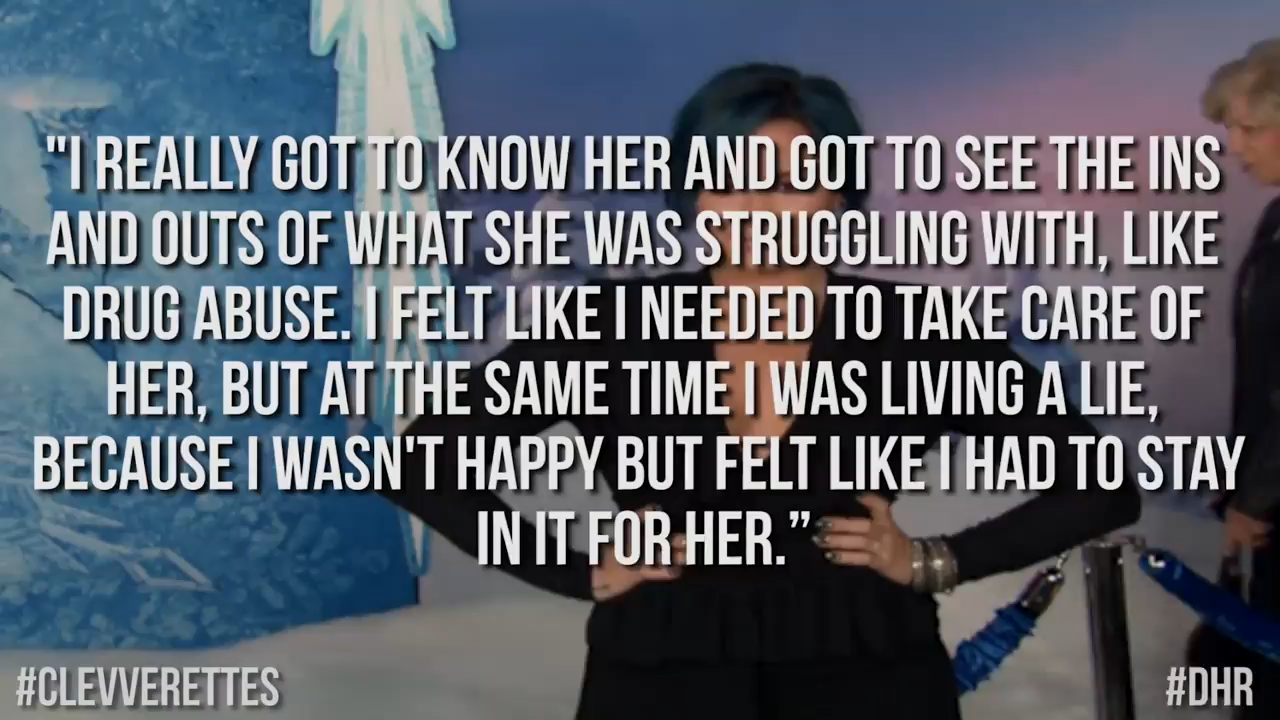 "I REALLY GOT TO KNOW HER AND GOT TO SEE THE INS
AND OUTS OF WHAT SHE WAS STRUGGLING WITH, LIKE
DRUG ABUSE. I FELT LIKE I NEEDED TO TAKE CARE OF
HER, BUT AT THE SAME TIME I WAS LIVING A LIE,
BECAUSE I WASN'T HAPPY BUT FELT LIKE I HAD TO STAY
IN IT FOR HER.”
#CLEVVERETTES
#DHR